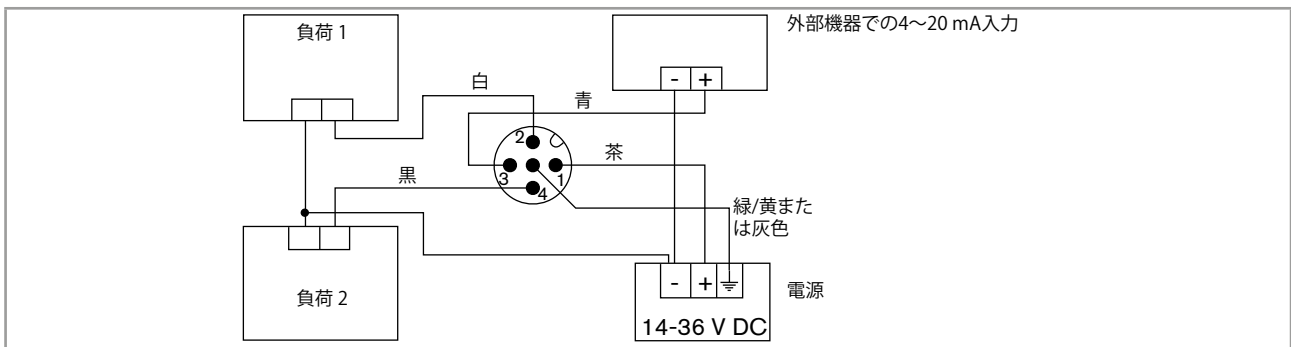 負荷 1
外部機器での4〜20 mA入力
- +
白
青
2
茶
3
1
4
黒
緑/黄また
は灰色
- +
電源
負荷 2
14-36 V DC